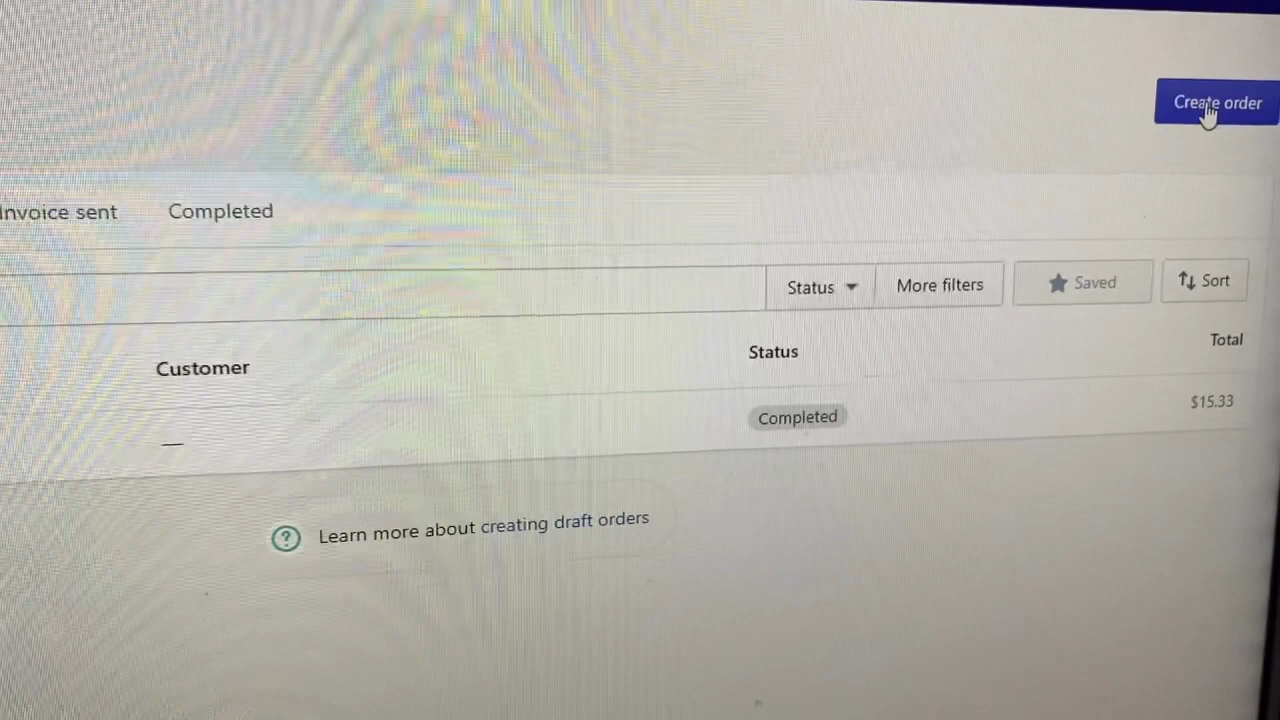 Create order
Invoice sent Completed
Status More filters Saved Sort
Customer Status Total
— Completed $15.33
Learn more about creating draft orders